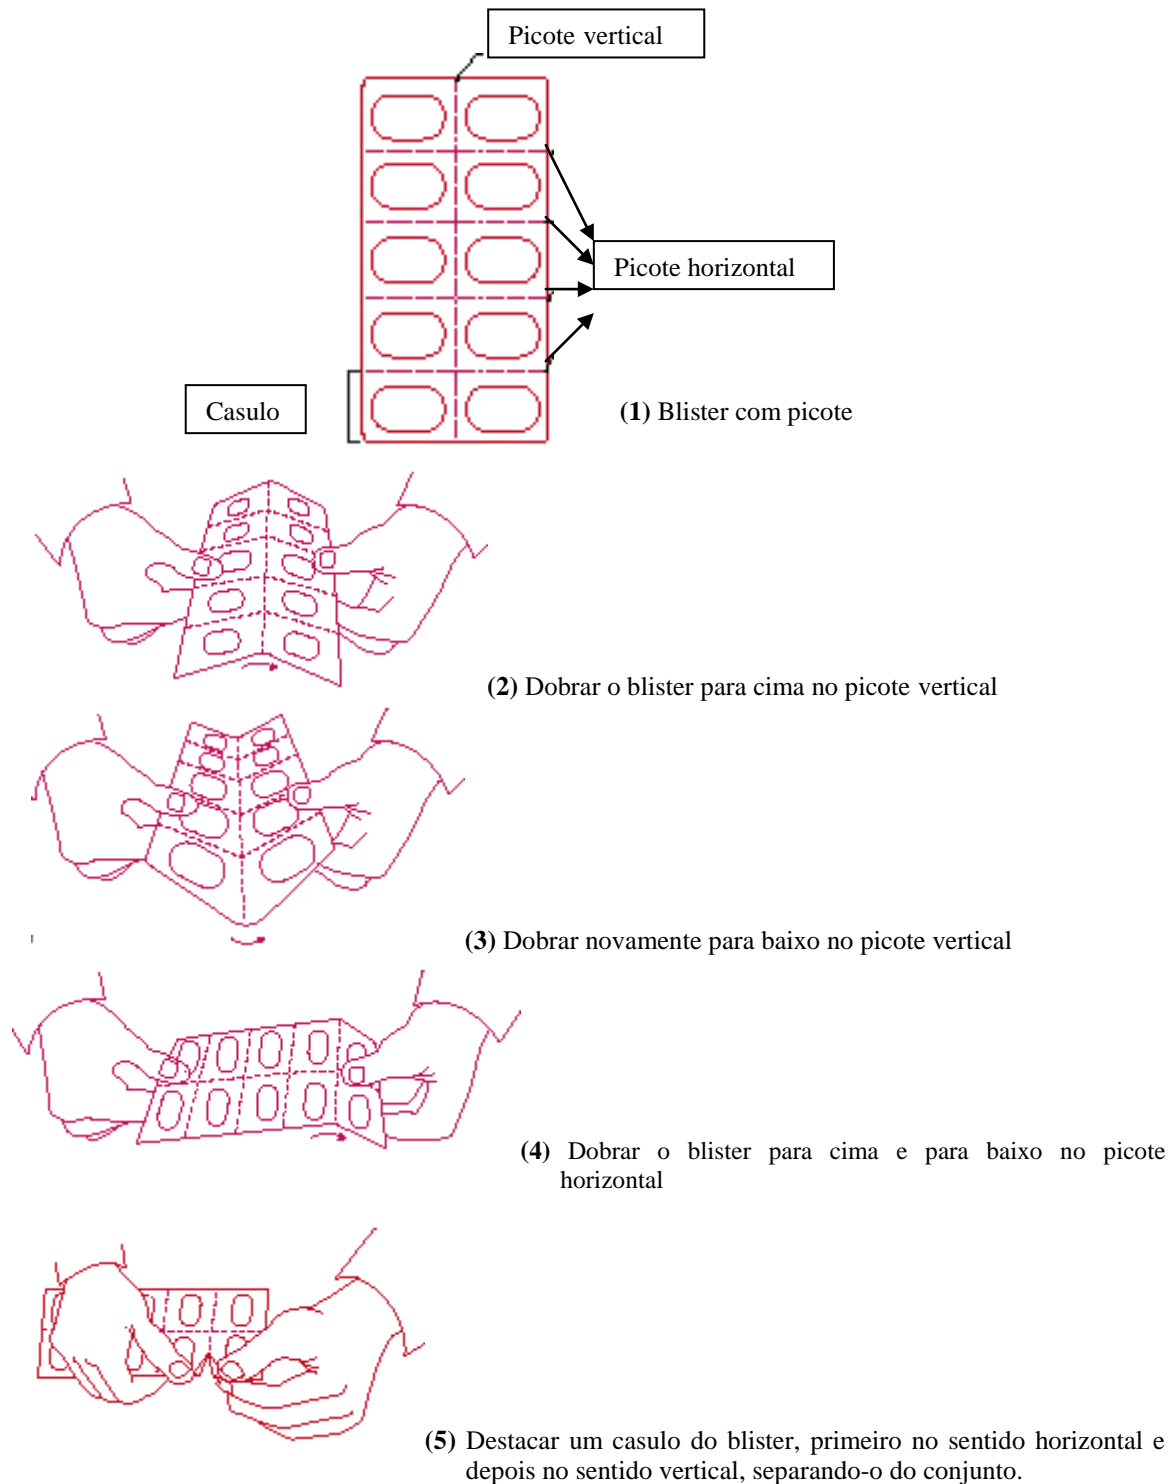 Picote vertical
Picote horizontal
Casulo
(1) Blister com picote
(2) Dobrar o blister para cima no picote vertical
(3) Dobrar novamente para baixo no picote vertical
(4) Dobrar o blister para cima e para baixo no picote
horizontal
(5) Destacar um casulo do blister, primeiro no sentido horizontal e
depois no sentido vertical, separando-o do conjunto.